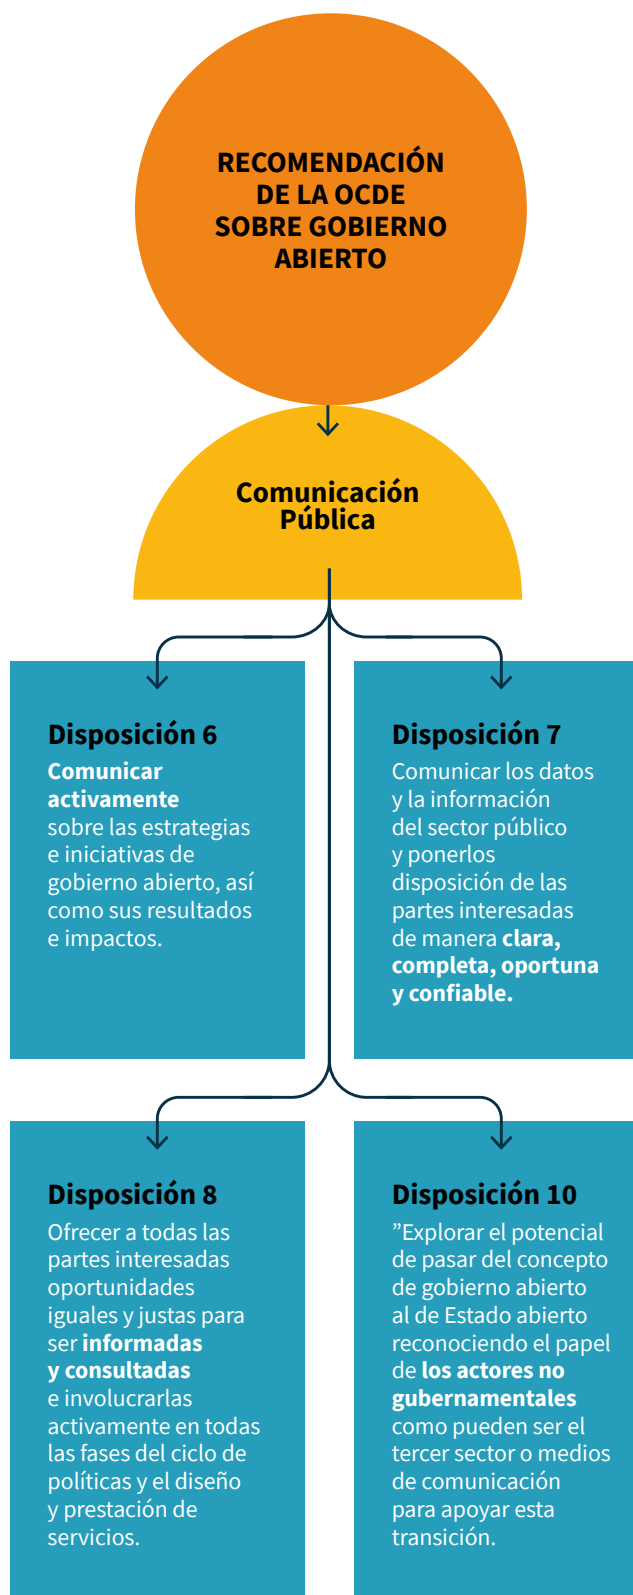 RECOMENDACIÓN
DE LA OCDE
SOBRE GOBIERNO
ABIERTO
Comunicación
Pública
Disposición 6
Comunicar
activamente
sobre las estrategias
e iniciativas de
gobierno abierto, así
como sus resultados
e impactos.
Disposición 7
Comunicar los datos
y la información
del sector público
y ponerlos
disposición de las
partes interesadas
de manera clara,
completa, oportuna
y confiable.
Disposición 8
Ofrecer a todas las
partes interesadas
oportunidades
iguales y justas para
ser informadas
y consultadas
e involucrarlas
activamente en todas
las fases del ciclo de
políticas y el diseño
y prestación de
servicios.
Disposición 10
”Explorar el potencial
de pasar del concepto
de gobierno abierto
al de Estado abierto
reconociendo el papel
de los actores no
gubernamentales
como pueden ser el
tercer sector o medios
de comunicación
para apoyar esta
transición.